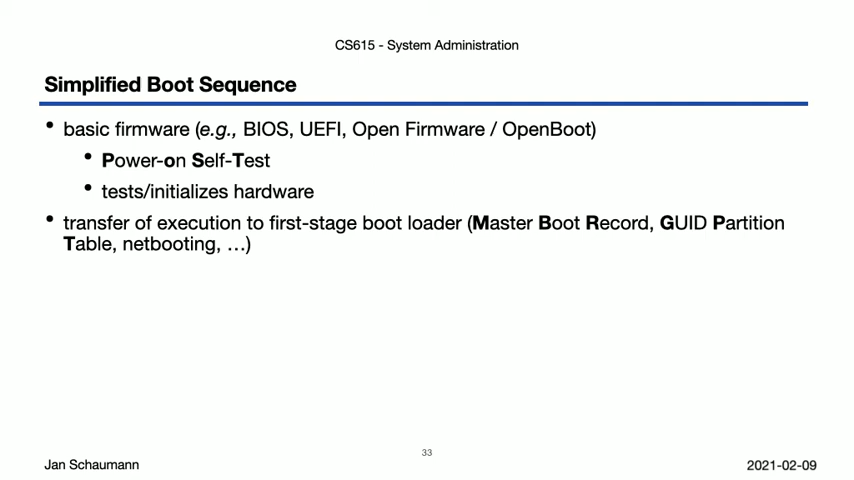 CS615 - System Administration
Simplified Boot Sequence
• basic firmware (e.g., BIOS, UEFI, Open Firmware / OpenBoot)
• Power-on Self-Test
• tests/initializes hardware
• transfer of execution to first-stage boot loader (Master Boot Record, GUID Partition
Table, netbooting, …)
33
Jan Schaumann
2021-02-09